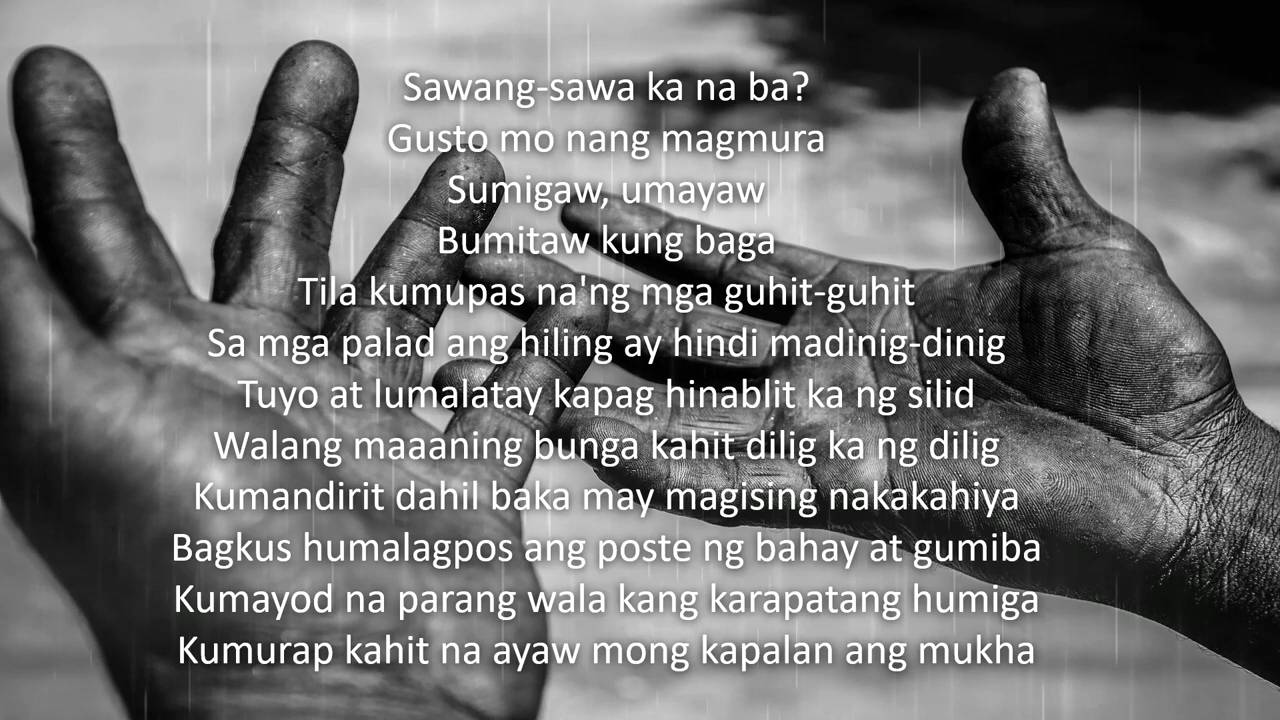 Sawang-sawa ka na ba?
Gusto mo nang magmura
Sumigaw, umayaw
Bumitaw kung baga
Tila kumupas na'ng mga guhit-guhit
Sa mga palad ang hiling ay hindi madinig-dinig
Tuyo at lumalatay kapag hinablit ka ng silid
Walang maaaning bunga kahit dilig ka ng dilig
Kumandirit dahil baka may magising nakakahiya
Bagkus humalagpos ang poste ng bahay at gumiba
Kumayod na parang wala kang karapatang humiga
Kumurap kahit na ayaw mong kapalan ang mukha